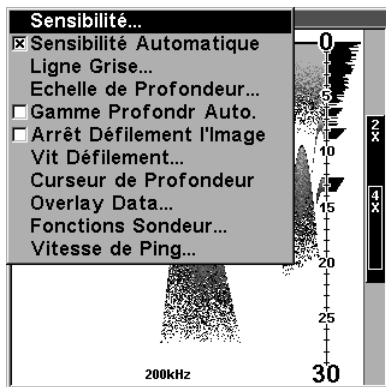 Sensibilité...
Sensibilité Automatique
Ligne Grise...
Echelle de Profondeur...
Gamme Profondr Auto.
Arrêt Défilement l'Image
Vit Défilement...
Curseur de Profondeur
Overlay Data...
Fonctions Sondeur...
Vitesse de Ping...
0
5
10
20
25
30
2X
4X
200kHz